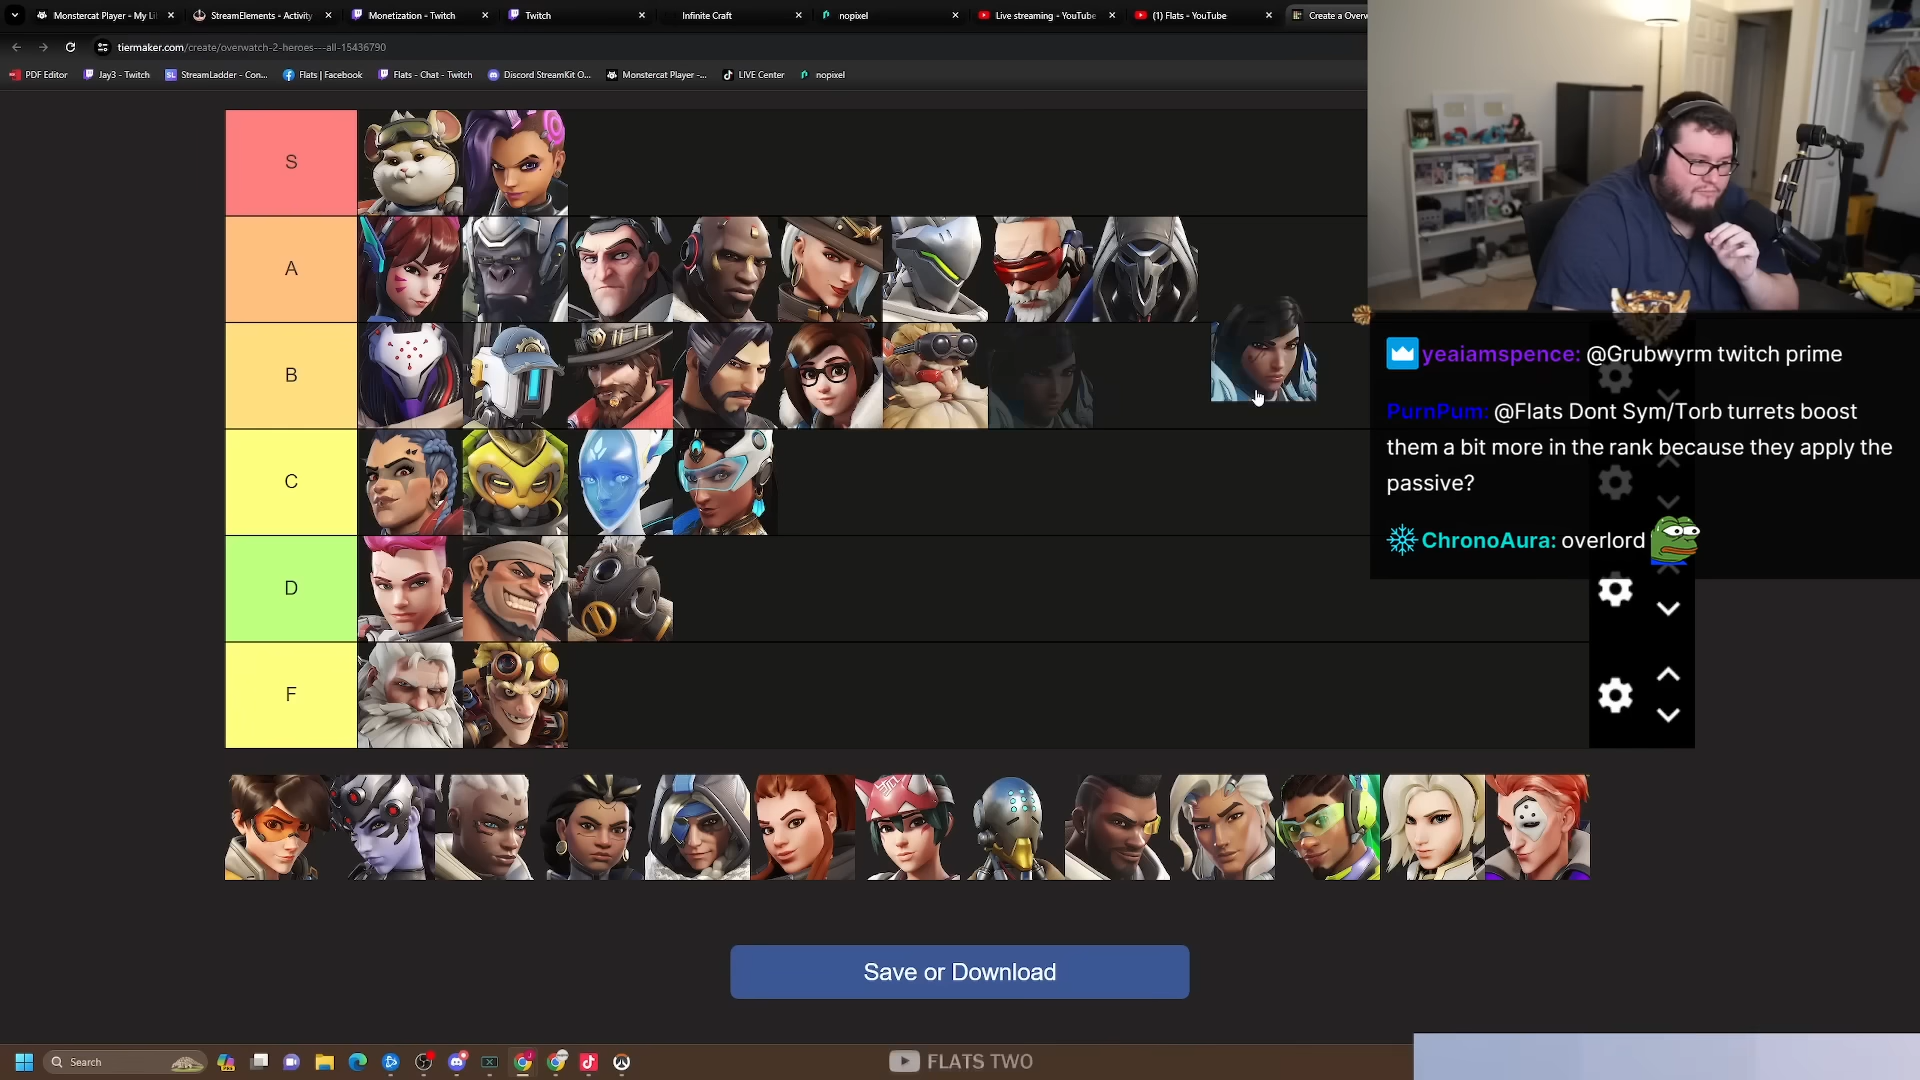 Monstercat Player - My Li
StreamElements - Activity
Monetization - Twitch
Twitch
Infinite Craft
nopixel
Live streaming - YouTube
(1) Flats - YouTube
Create a Overw
tiermaker.com/create/overwatch-2-heroes---all-15436790
PDF Editor
Jay3 - Twitch
StreamLadder - Con...
Flats | Facebook
Flats - Chat - Twitch
Discord StreamKit O...
Monstercat Player -...
LIVE Center
nopixel
S
A
B
C
D
F
yeaiamspence: @Grubwyrm twitch prime
PurnPum: @Flats Dont Sym/Torb turrets boost
them a bit more in the rank because they apply the
passive?
ChronoAura: overlord
Save or Download
Search
FLATS TWO